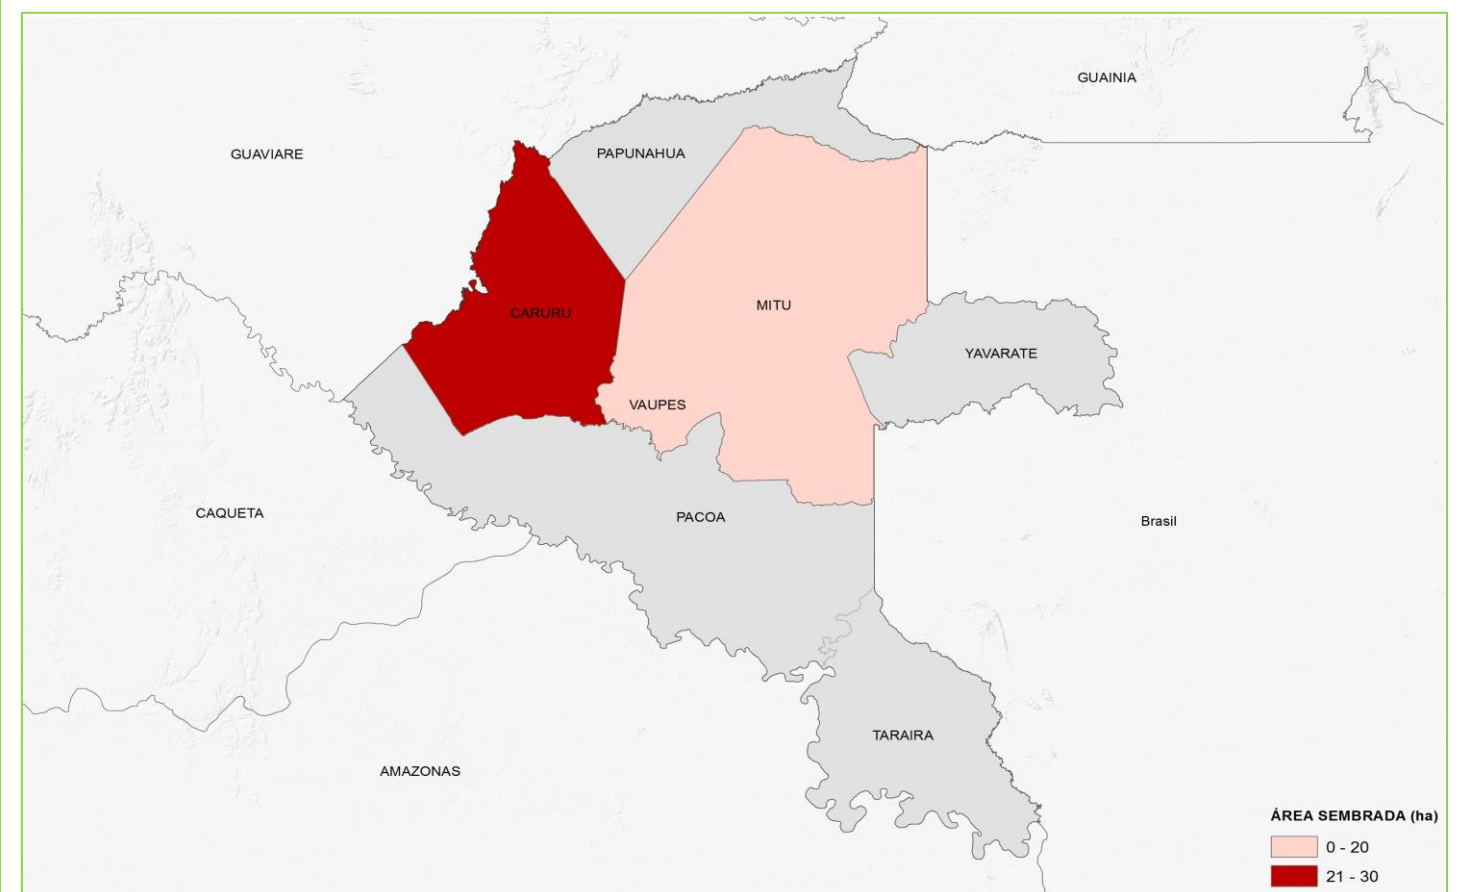 GUAINIA
GUAVIARE
PAPUNAHUA
MITU
CARURU
YAVARATE
VAUPES
CAQUETA
PACOA
Brasil
TARAIRA
AMAZONAS
ÁREA SEMBRADA (ha)
0 - 20
21 - 30